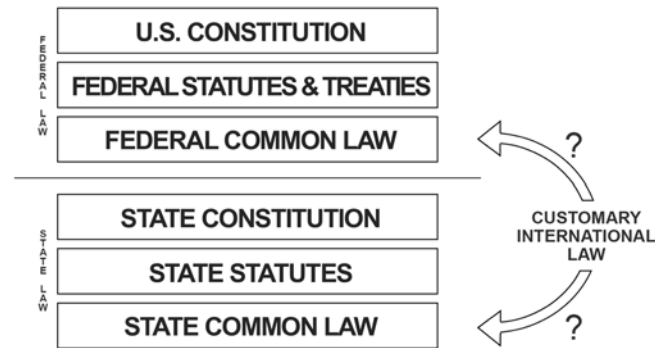 FEDERAL LAW
U.S. CONSTITUTION
FEDERAL STATUTES & TREATIES
FEDERAL COMMON LAW
?
STATE LAW
STATE CONSTITUTION
STATE STATUTES
STATE COMMON LAW
CUSTOMARY
INTERNATIONAL
LAW
?